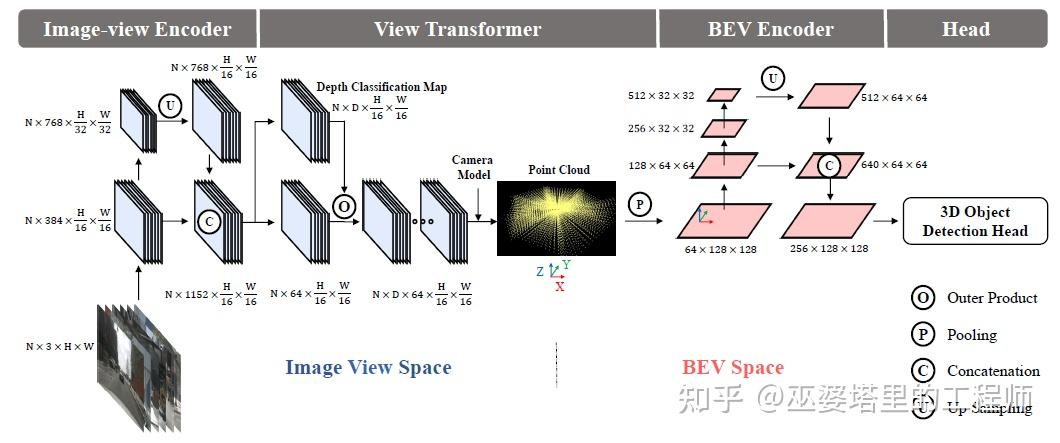 Image-view Encoder
View Transformer
BEV Encoder
Head
N × 768 × H/16 × W/16
U
N × 768 × H/32 × W/32
Depth Classification Map
N × D × H/16 × W/16
U
512 × 32 × 32
512 × 64 × 64
256 × 32 × 32
Camera
Model
Point Cloud
128 × 64 × 64
C
640 × 64 × 64
N × 384 × H/16 × W/16
C
O
P
3D Object
Detection Head
64 × 128 × 128
256 × 128 × 128
Z
Y
X
N × 1152 × H/16 × W/16
N × 64 × H/16 × W/16
N × D × 64 × H/16 × W/16
O Outer Product
P Pooling
N × 3 × H × W
Image View Space
BEV Space
C Concatenation
U Up Sampling
知乎 @巫婆塔里的工程师